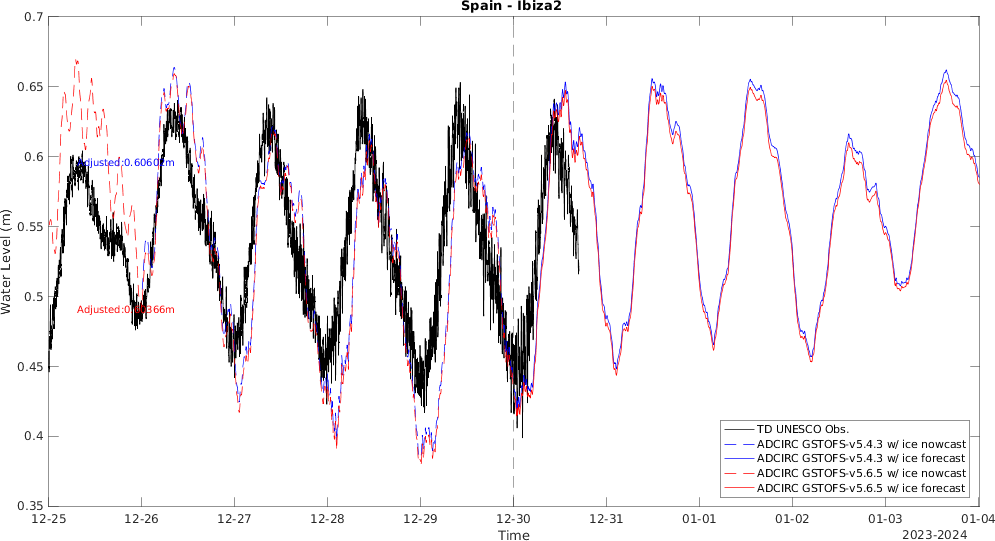 Spain - Ibiza2
0.7
0.65
0.6
0.55
0.5
0.45
0.4
0.35
Water Level (m)
Adjusted:0.6060
Adjusted:0.
366m
12-25
12-26
12-27
12-28
12-29
12-30
12-31
01-01
01-02
01-03
01-04
Time
2023-2024
TD UNESCO Obs.
ADCIRC GSTOFS-v5.4.3 w/ ice nowcast
ADCIRC GSTOFS-v5.4.3 w/ ice forecast
ADCIRC GSTOFS-v5.6.5 w/ ice nowcast
ADCIRC GSTOFS-v5.6.5 w/ ice forecast